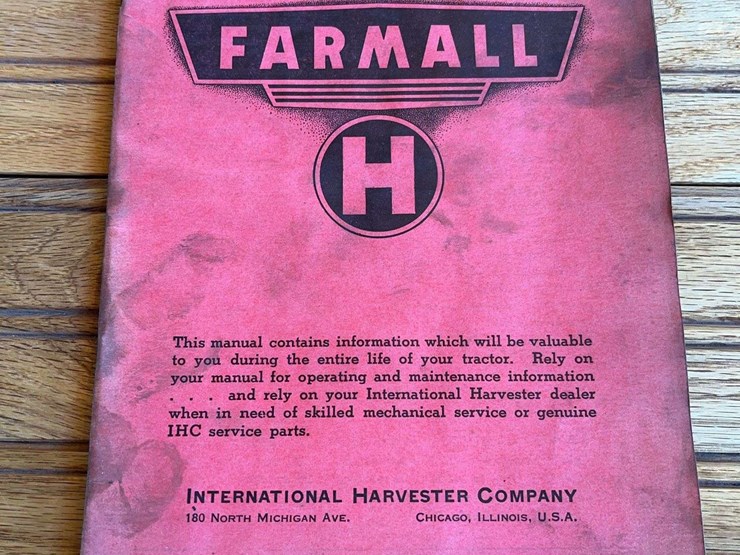 FARMALL
H
This manual contains information which will be valuable
to you during the entire life of your tractor. Rely on
your manual for operating and maintenance information
. . . and rely on your International Harvester dealer
when in need of skilled mechanical service or genuine
IHC service parts.
INTERNATIONAL HARVESTER COMPANY
180 NORTH MICHIGAN AVE. CHICAGO, ILLINOIS, U.S.A.